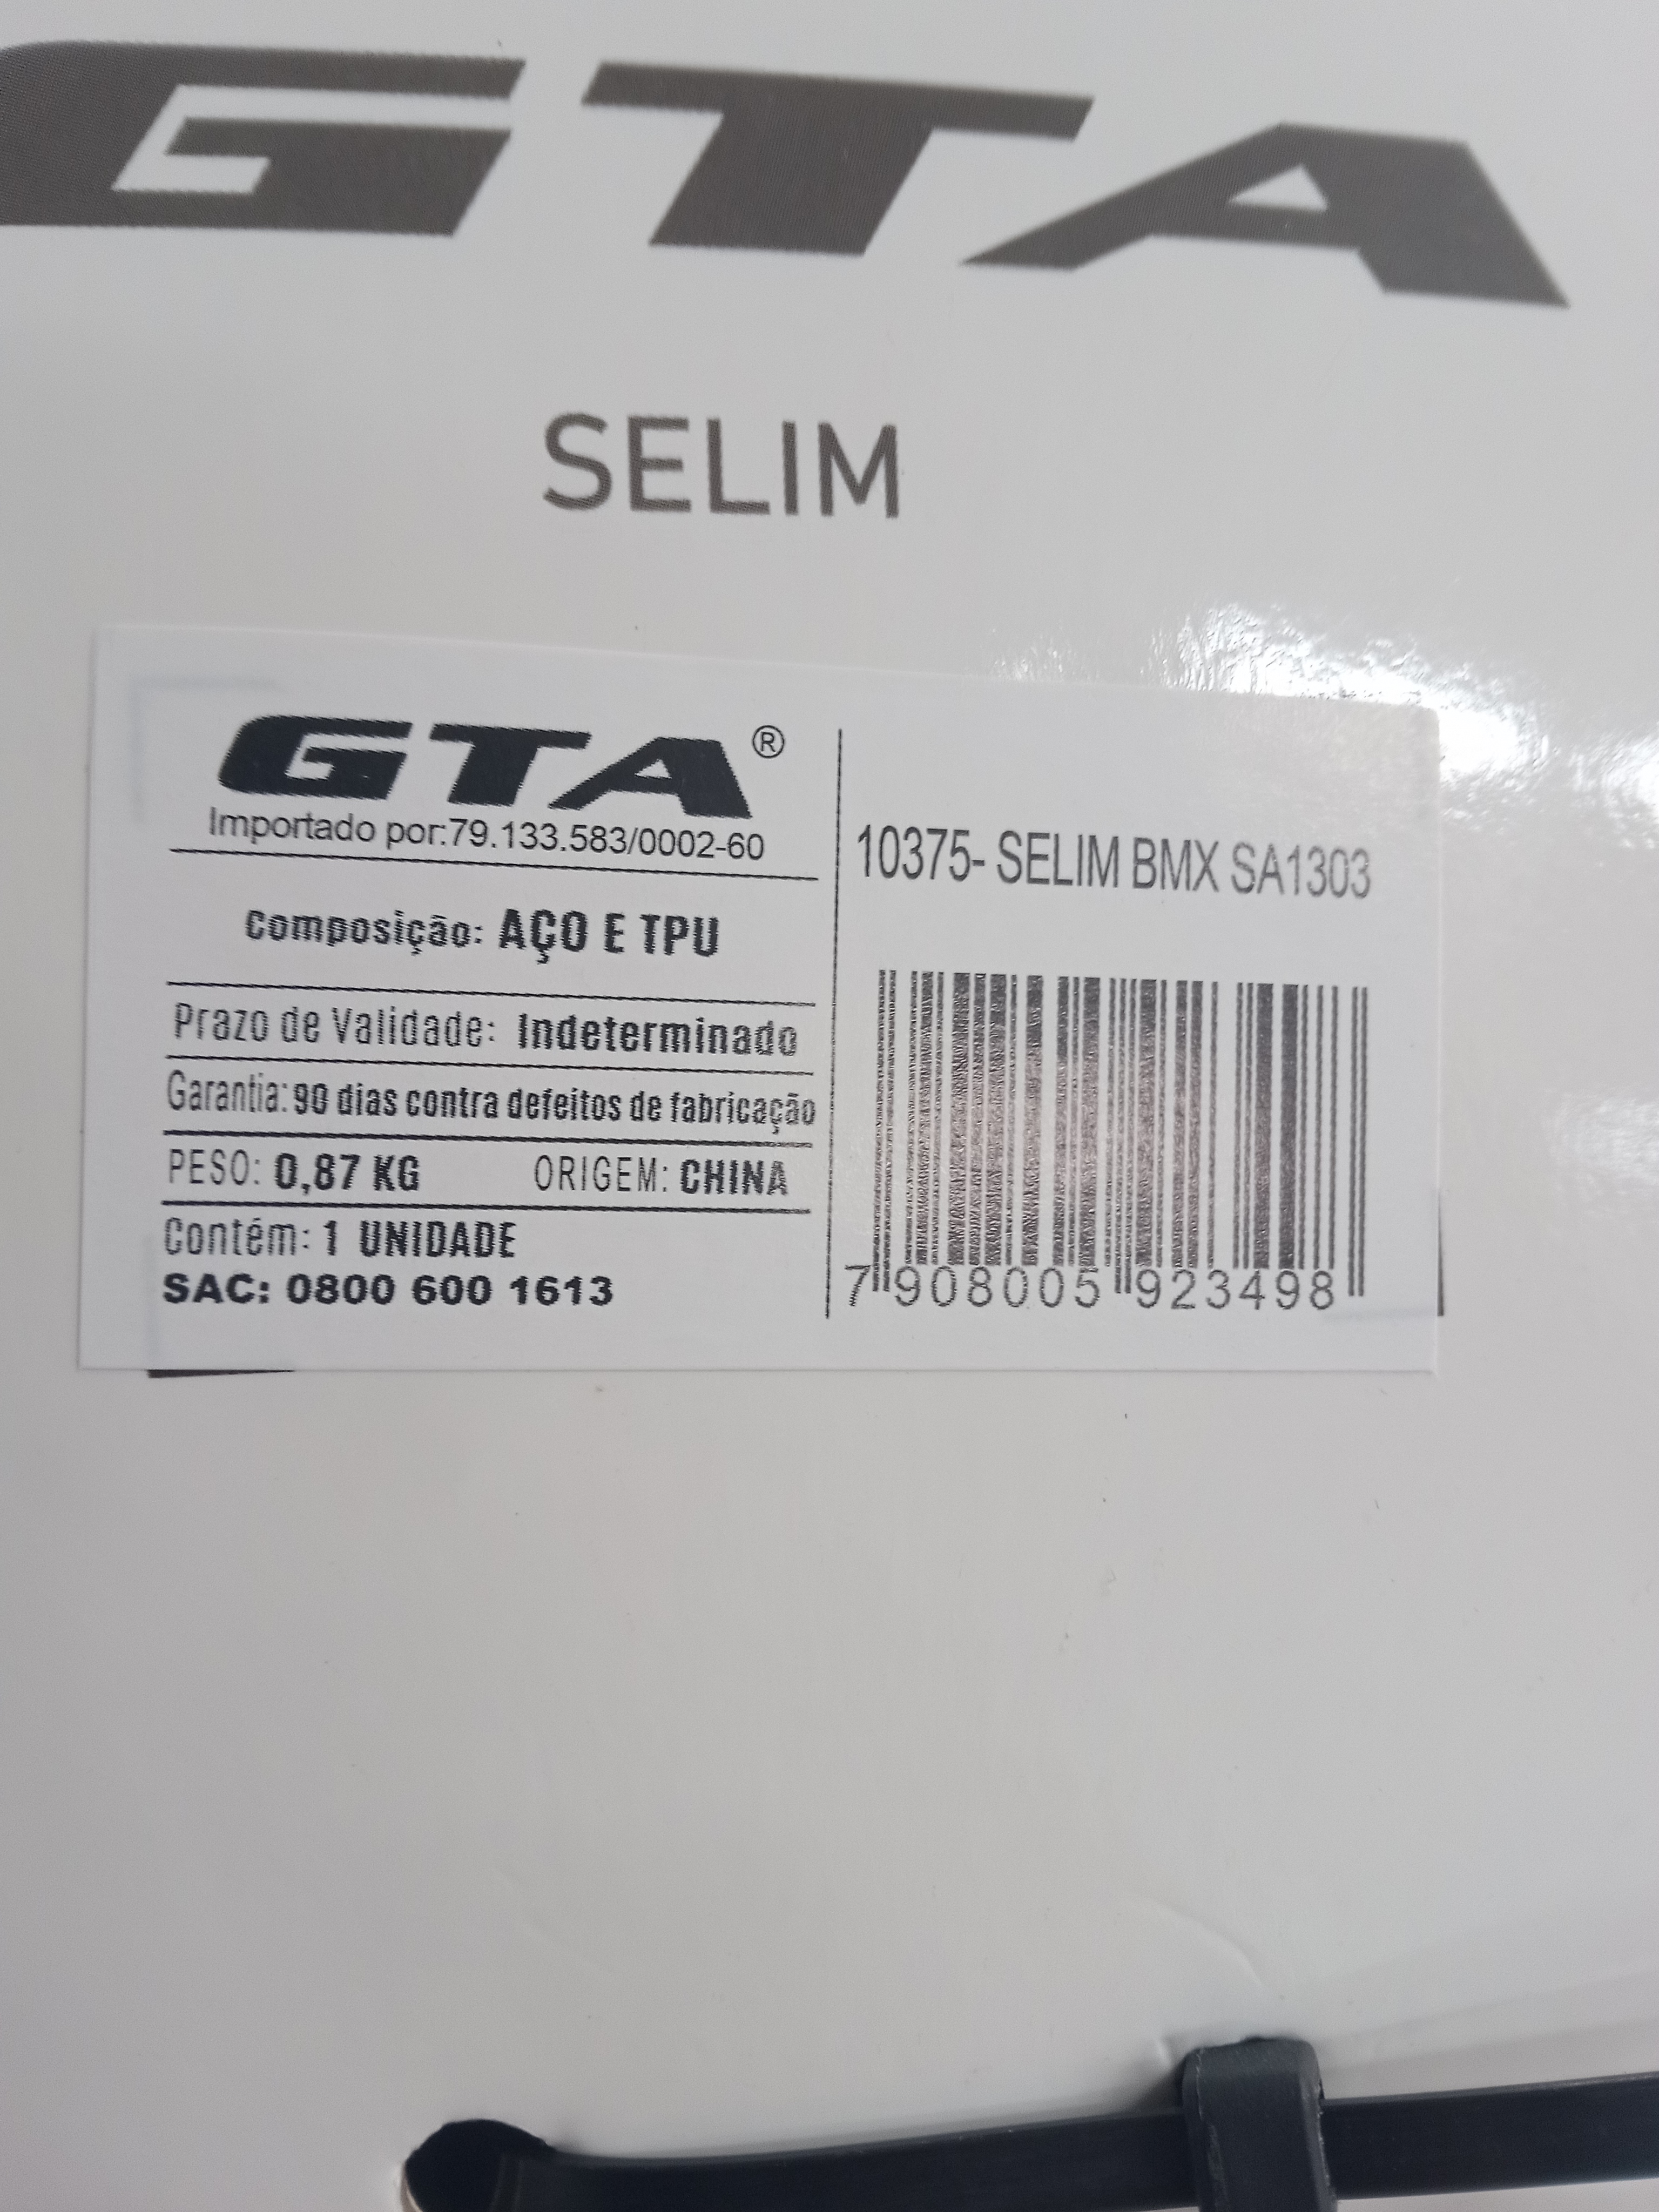 GTA
SELIM
GTA®
Importado por:79.133.583/0002-60
Composição: AÇO E TPU
Prazo de Validade: Indeterminado
Garantia: 90 dias contra defeitos de fabricação
PESO: 0,87 KG ORIGEM: CHINA
Contém: 1 UNIDADE
SAC: 0800 600 1613
10375- SELIM BMX SA1303
7 908005 923498